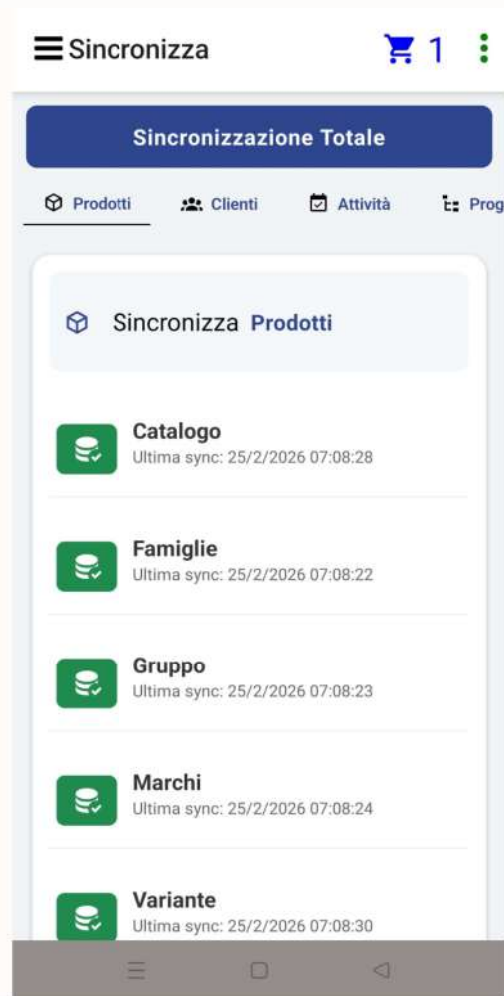 Sincronizza 1
Sincronizzazione Totale
Prodotti Clienti Attività Prog
Sincronizza Prodotti
Catalogo
Ultima sync: 25/2/2026 07:08:28
Famiglie
Ultima sync: 25/2/2026 07:08:22
Gruppo
Ultima sync: 25/2/2026 07:08:23
Marchi
Ultima sync: 25/2/2026 07:08:24
Variante
Ultima sync: 25/2/2026 07:08:30